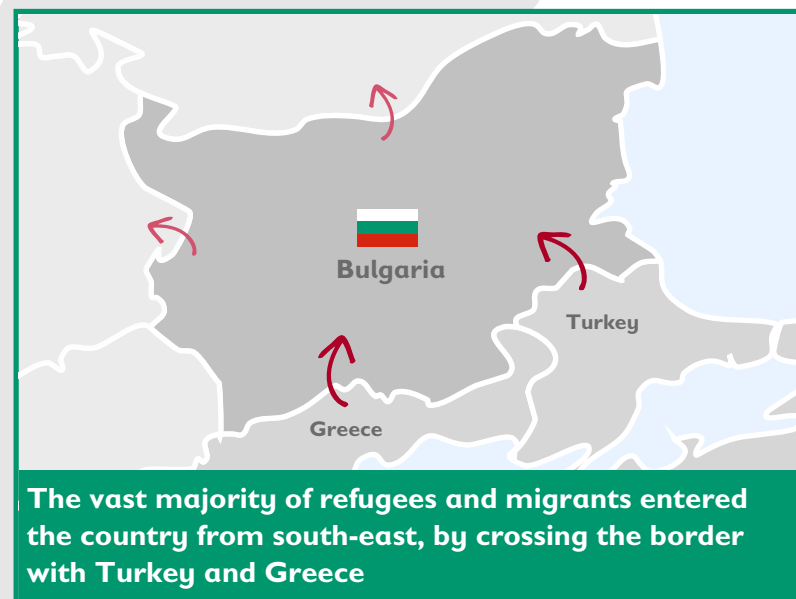 Bulgaria
Turkey
Greece
The vast majority of refugees and migrants entered
the country from south-east, by crossing the border
with Turkey and Greece